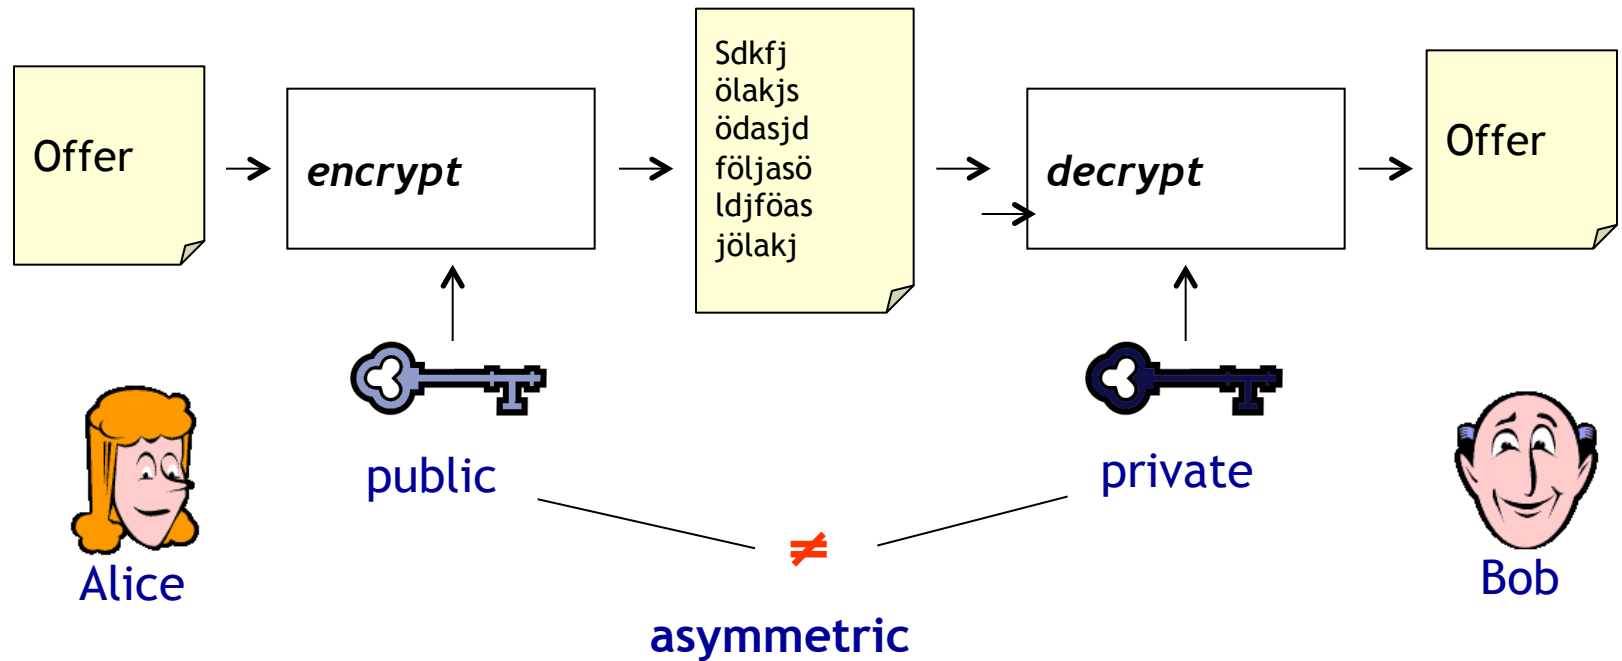 Offer
encrypt
Sdkfj
ölakjs
ödasjd
följasö
ldjföas
jölakj
decrypt
Offer
public
private
≠
Alice
Bob
asymmetric